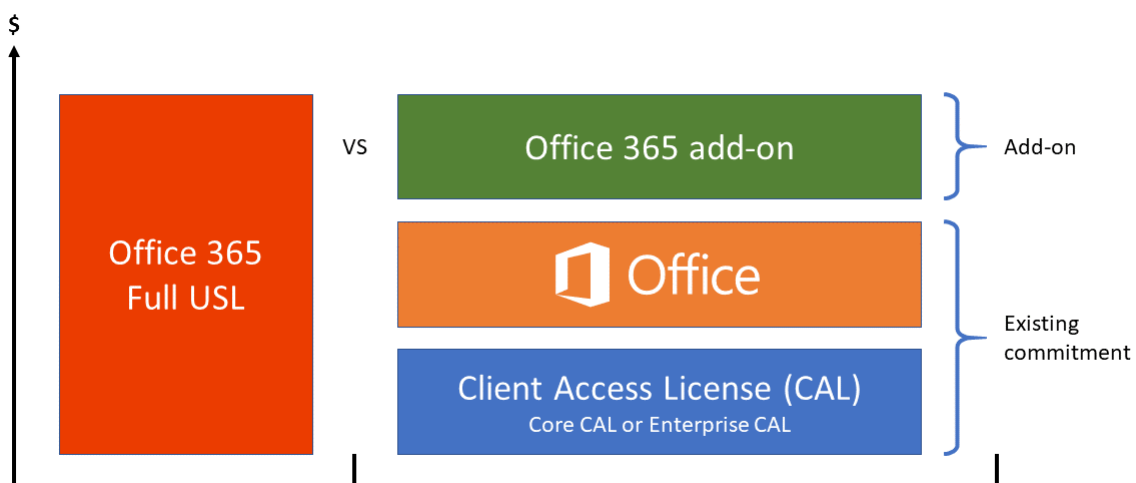 $
Office 365
Full USL
VS
Office 365 add-on
Add-on
Office
Existing
commitment
Client Access License (CAL)
Core CAL or Enterprise CAL